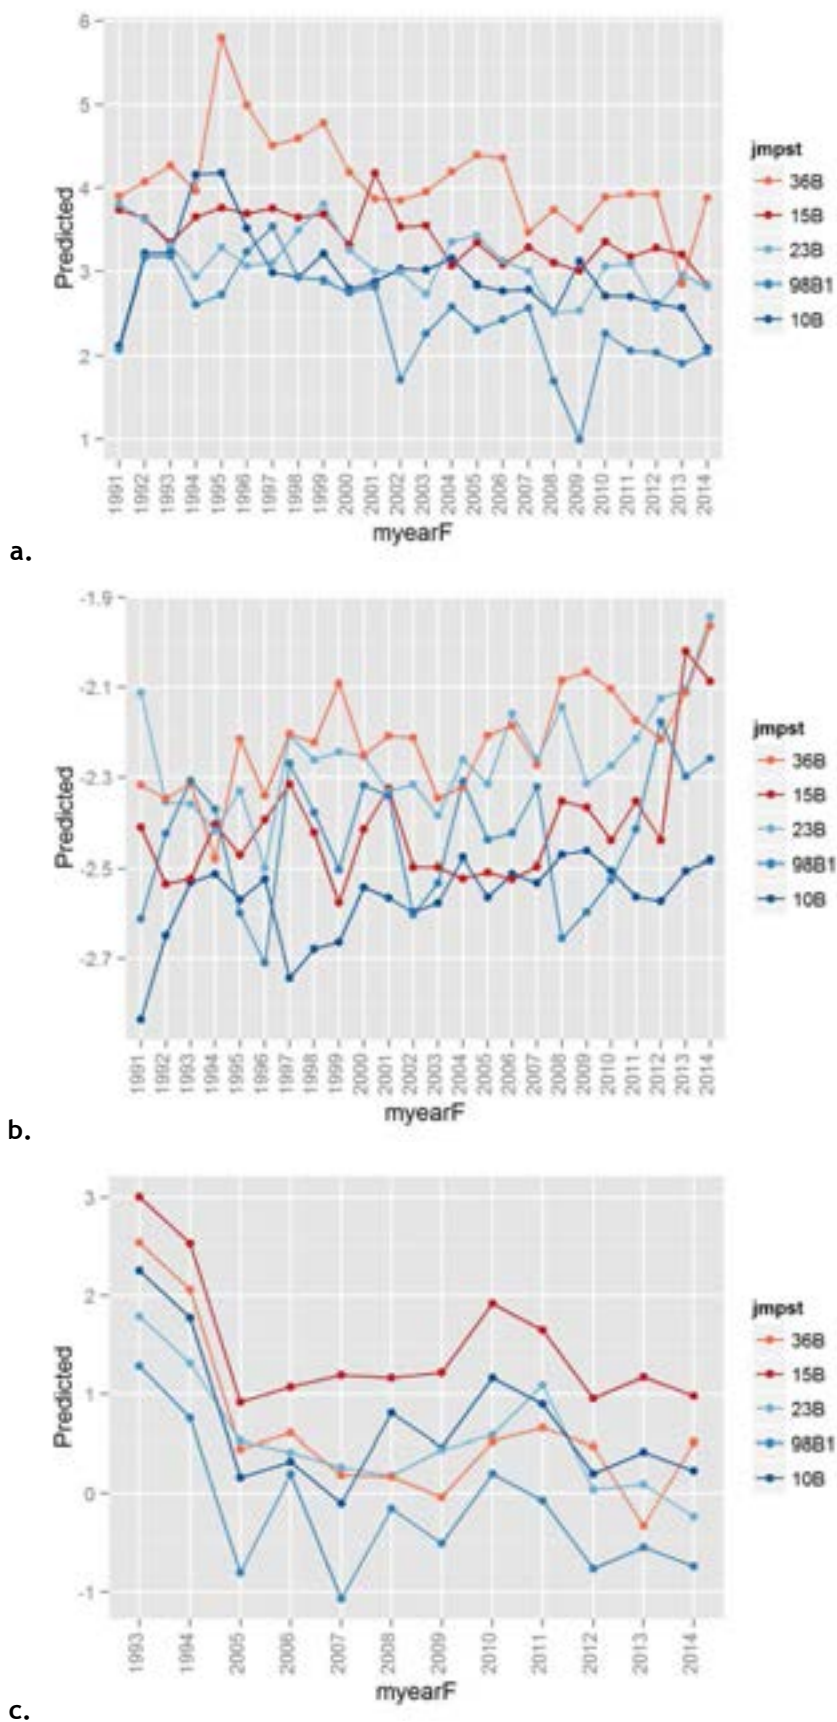 6
5
4
3
2
1
Predicted
1991
1992
1993
1994
1995
1996
1997
1998
1999
2000
2001
2002
2003
2004
2005
2006
2007
2008
2009
2010
2011
2012
2013
2014
myearF
jmpst
36B
15B
23B
98B1
10B
a.
-1.9
-2.1
-2.3
-2.5
-2.7
Predicted
1991
1992
1993
1994
1995
1996
1997
1998
1999
2000
2001
2002
2003
2004
2005
2006
2007
2008
2009
2010
2011
2012
2013
2014
myearF
jmpst
36B
15B
23B
98B1
10B
b.
3
2
1
0
-1
Predicted
1993
1994
2005
2006
2007
2008
2009
2010
2011
2012
2013
2014
myearF
jmpst
36B
15B
23B
98B1
10B
c.